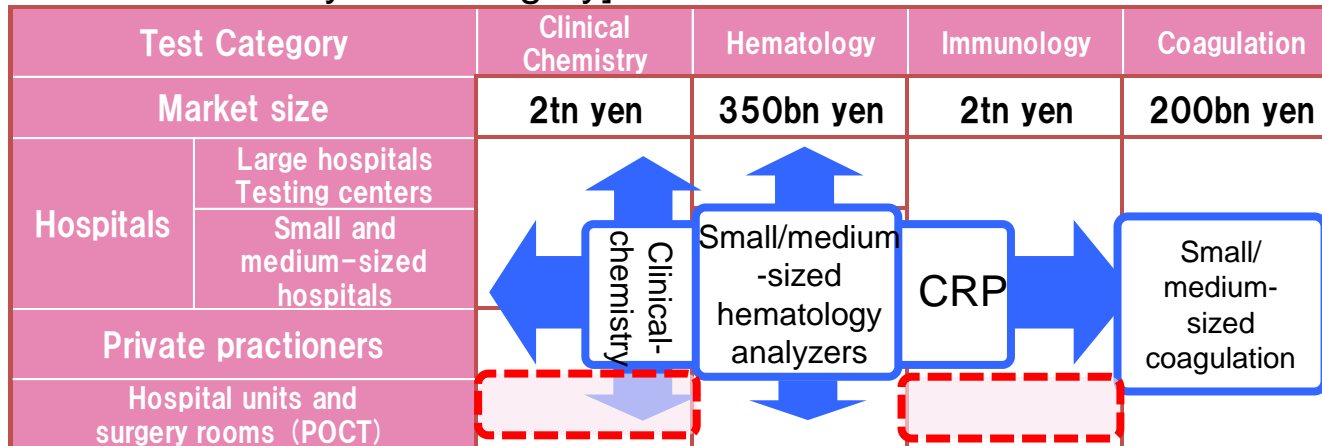 Test Category
Clinical
Chemistry
Hematology
Immunology
Coagulation
Market size
2tn yen
350bn yen
2tn yen
200bn yen
Hospitals
Large hospitals
Testing centers
Small and
medium-sized
hospitals
Clinical-
chemistry
Small/medium
-sized
hematology
analyzers
CRP
Small/
medium-
sized
coagulation
Private practioners
Hospital units and
surgery rooms (POCT)